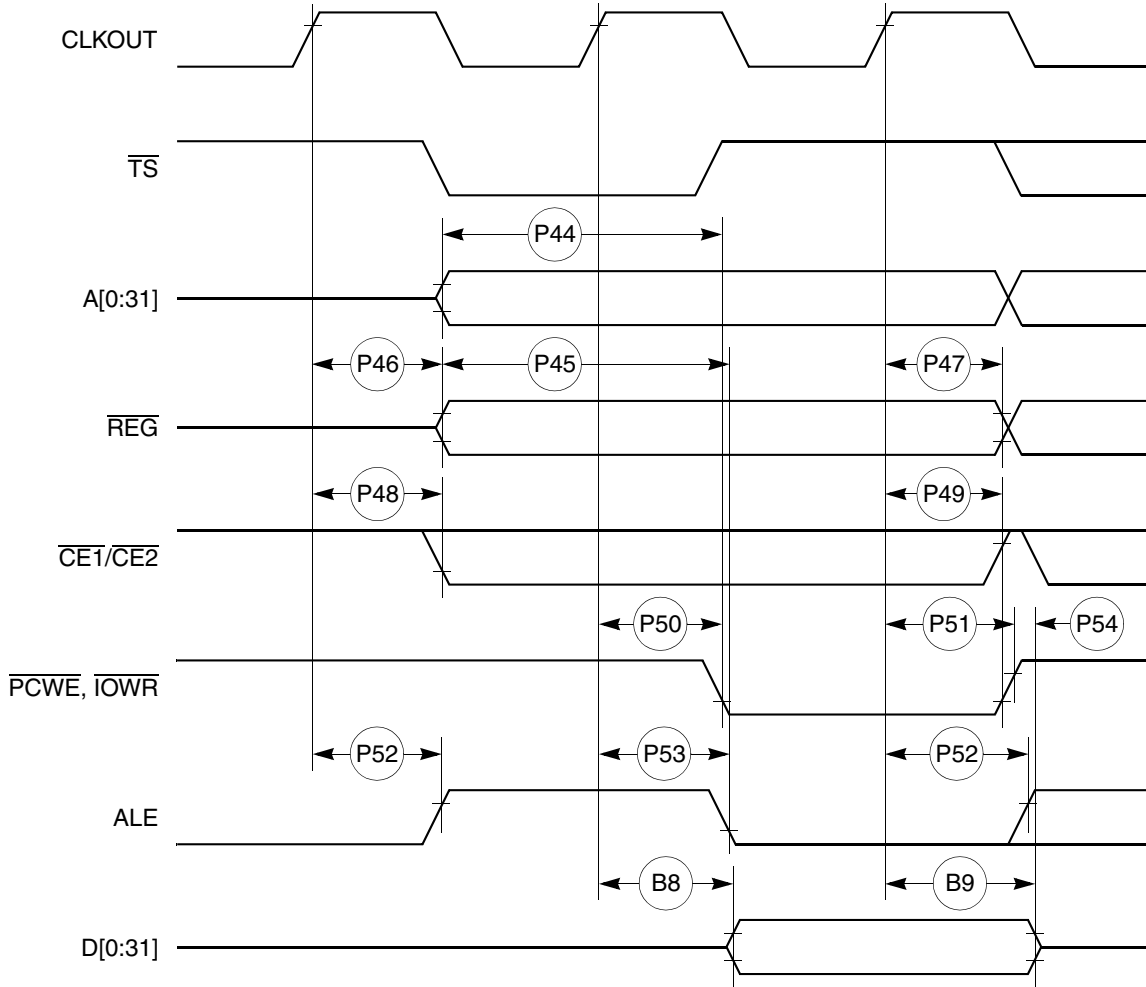 CLKOUT
TS
P44
A[0:31]
P46 P45 P47
REG
P48 P49
CE1/CE2
P50 P51 P54
PCWE, IOWR
P52 P53 P52
ALE
B8 B9
D[0:31]